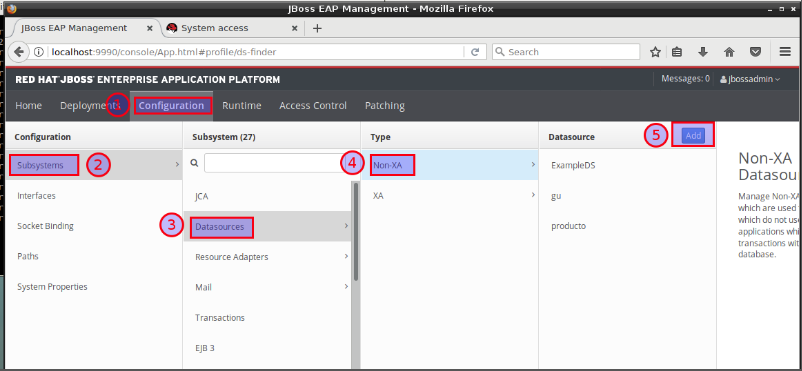 JBoss EAP Management - Mozilla Firefox
JBoss EAP Management
System access
localhost:9990/console/App.html#profile/ds-finder
Search
RED HAT JBOSS ENTERPRISE APPLICATION PLATFORM
Messages: 0
jbossadmin
Home Deployments Configuration Runtime Access Control Patching
Configuration Subsystem (27) Type Datasource 5 Add
Subsystems 2
4 Non-XA
ExampleDS
Non-XA
Datasou
Interfaces
JCA
XA
gu
Manage Non-XA
which are used
which do not use
applications whi
transactions wit
database.
Socket Binding
3 Datasources
producto
Paths
Resource Adapters
System Properties
Mail
Transactions
EJB 3